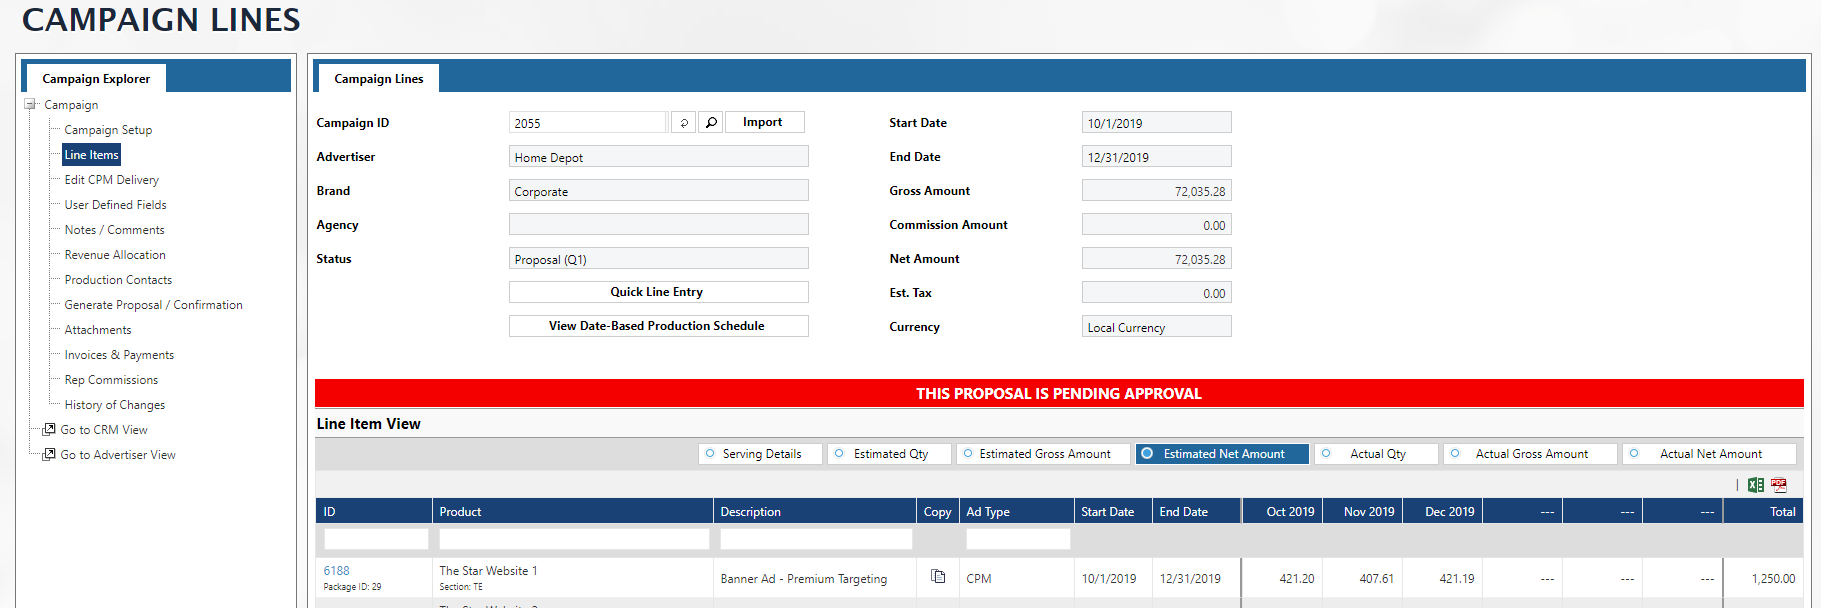 CAMPAIGN LINES
Campaign Explorer
Campaign
Campaign Setup
Line Items
Edit CPM Delivery
User Defined Fields
Notes / Comments
Revenue Allocation
Production Contacts
Generate Proposal / Confirmation
Attachments
Invoices & Payments
Rep Commissions
History of Changes
Go to CRM View
Go to Advertiser View
Campaign Lines
Campaign ID 2055 Import
Advertiser Home Depot
Brand Corporate
Agency
Status Proposal (Q1)
Quick Line Entry
View Date-Based Production Schedule
Start Date 10/1/2019
End Date 12/31/2019
Gross Amount 72,035.28
Commission Amount 0.00
Net Amount 72,035.28
Est. Tax 0.00
Currency Local Currency
THIS PROPOSAL IS PENDING APPROVAL
Line Item View
Serving Details Estimated Qty Estimated Gross Amount Estimated Net Amount Actual Qty Actual Gross Amount Actual Net Amount
ID Product Description Copy Ad Type Start Date End Date Oct 2019 Nov 2019 Dec 2019 --- --- --- Total
6188 The Star Website 1 Banner Ad - Premium Targeting CPM 10/1/2019 12/31/2019 421.20 407.61 421.19 --- --- --- 1,250.00
Package ID: 29 Section: TE